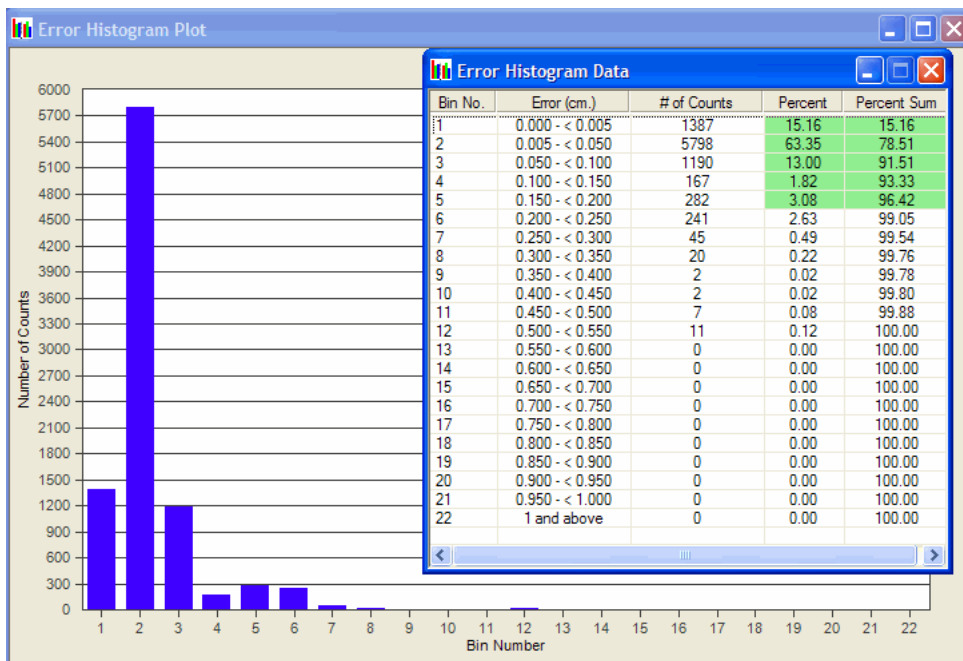 Error Histogram Plot
6000
5700
5400
5100
4800
4500
4200
3900
3600
3300
3000
2700
2400
2100
1800
1500
1200
900
600
300
0
Number of Counts
1 2 3 4 5 6 7 8 9 10 11 12 13 14 15 16 17 18 19 20 21 22
Bin Number
Error Histogram Data
Bin No. Error (cm.) # of Counts Percent Percent Sum
1 0.000 - < 0.005 1387 15.16 15.16
2 0.005 - < 0.050 5798 63.35 78.51
3 0.050 - < 0.100 1190 13.00 91.51
4 0.100 - < 0.150 167 1.82 93.33
5 0.150 - < 0.200 282 3.08 96.42
6 0.200 - < 0.250 241 2.63 99.05
7 0.250 - < 0.300 45 0.49 99.54
8 0.300 - < 0.350 20 0.22 99.76
9 0.350 - < 0.400 2 0.02 99.78
10 0.400 - < 0.450 2 0.02 99.80
11 0.450 - < 0.500 7 0.08 99.88
12 0.500 - < 0.550 11 0.12 100.00
13 0.550 - < 0.600 0 0.00 100.00
14 0.600 - < 0.650 0 0.00 100.00
15 0.650 - < 0.700 0 0.00 100.00
16 0.700 - < 0.750 0 0.00 100.00
17 0.750 - < 0.800 0 0.00 100.00
18 0.800 - < 0.850 0 0.00 100.00
19 0.850 - < 0.900 0 0.00 100.00
20 0.900 - < 0.950 0 0.00 100.00
21 0.950 - < 1.000 0 0.00 100.00
22 1 and above 0 0.00 100.00